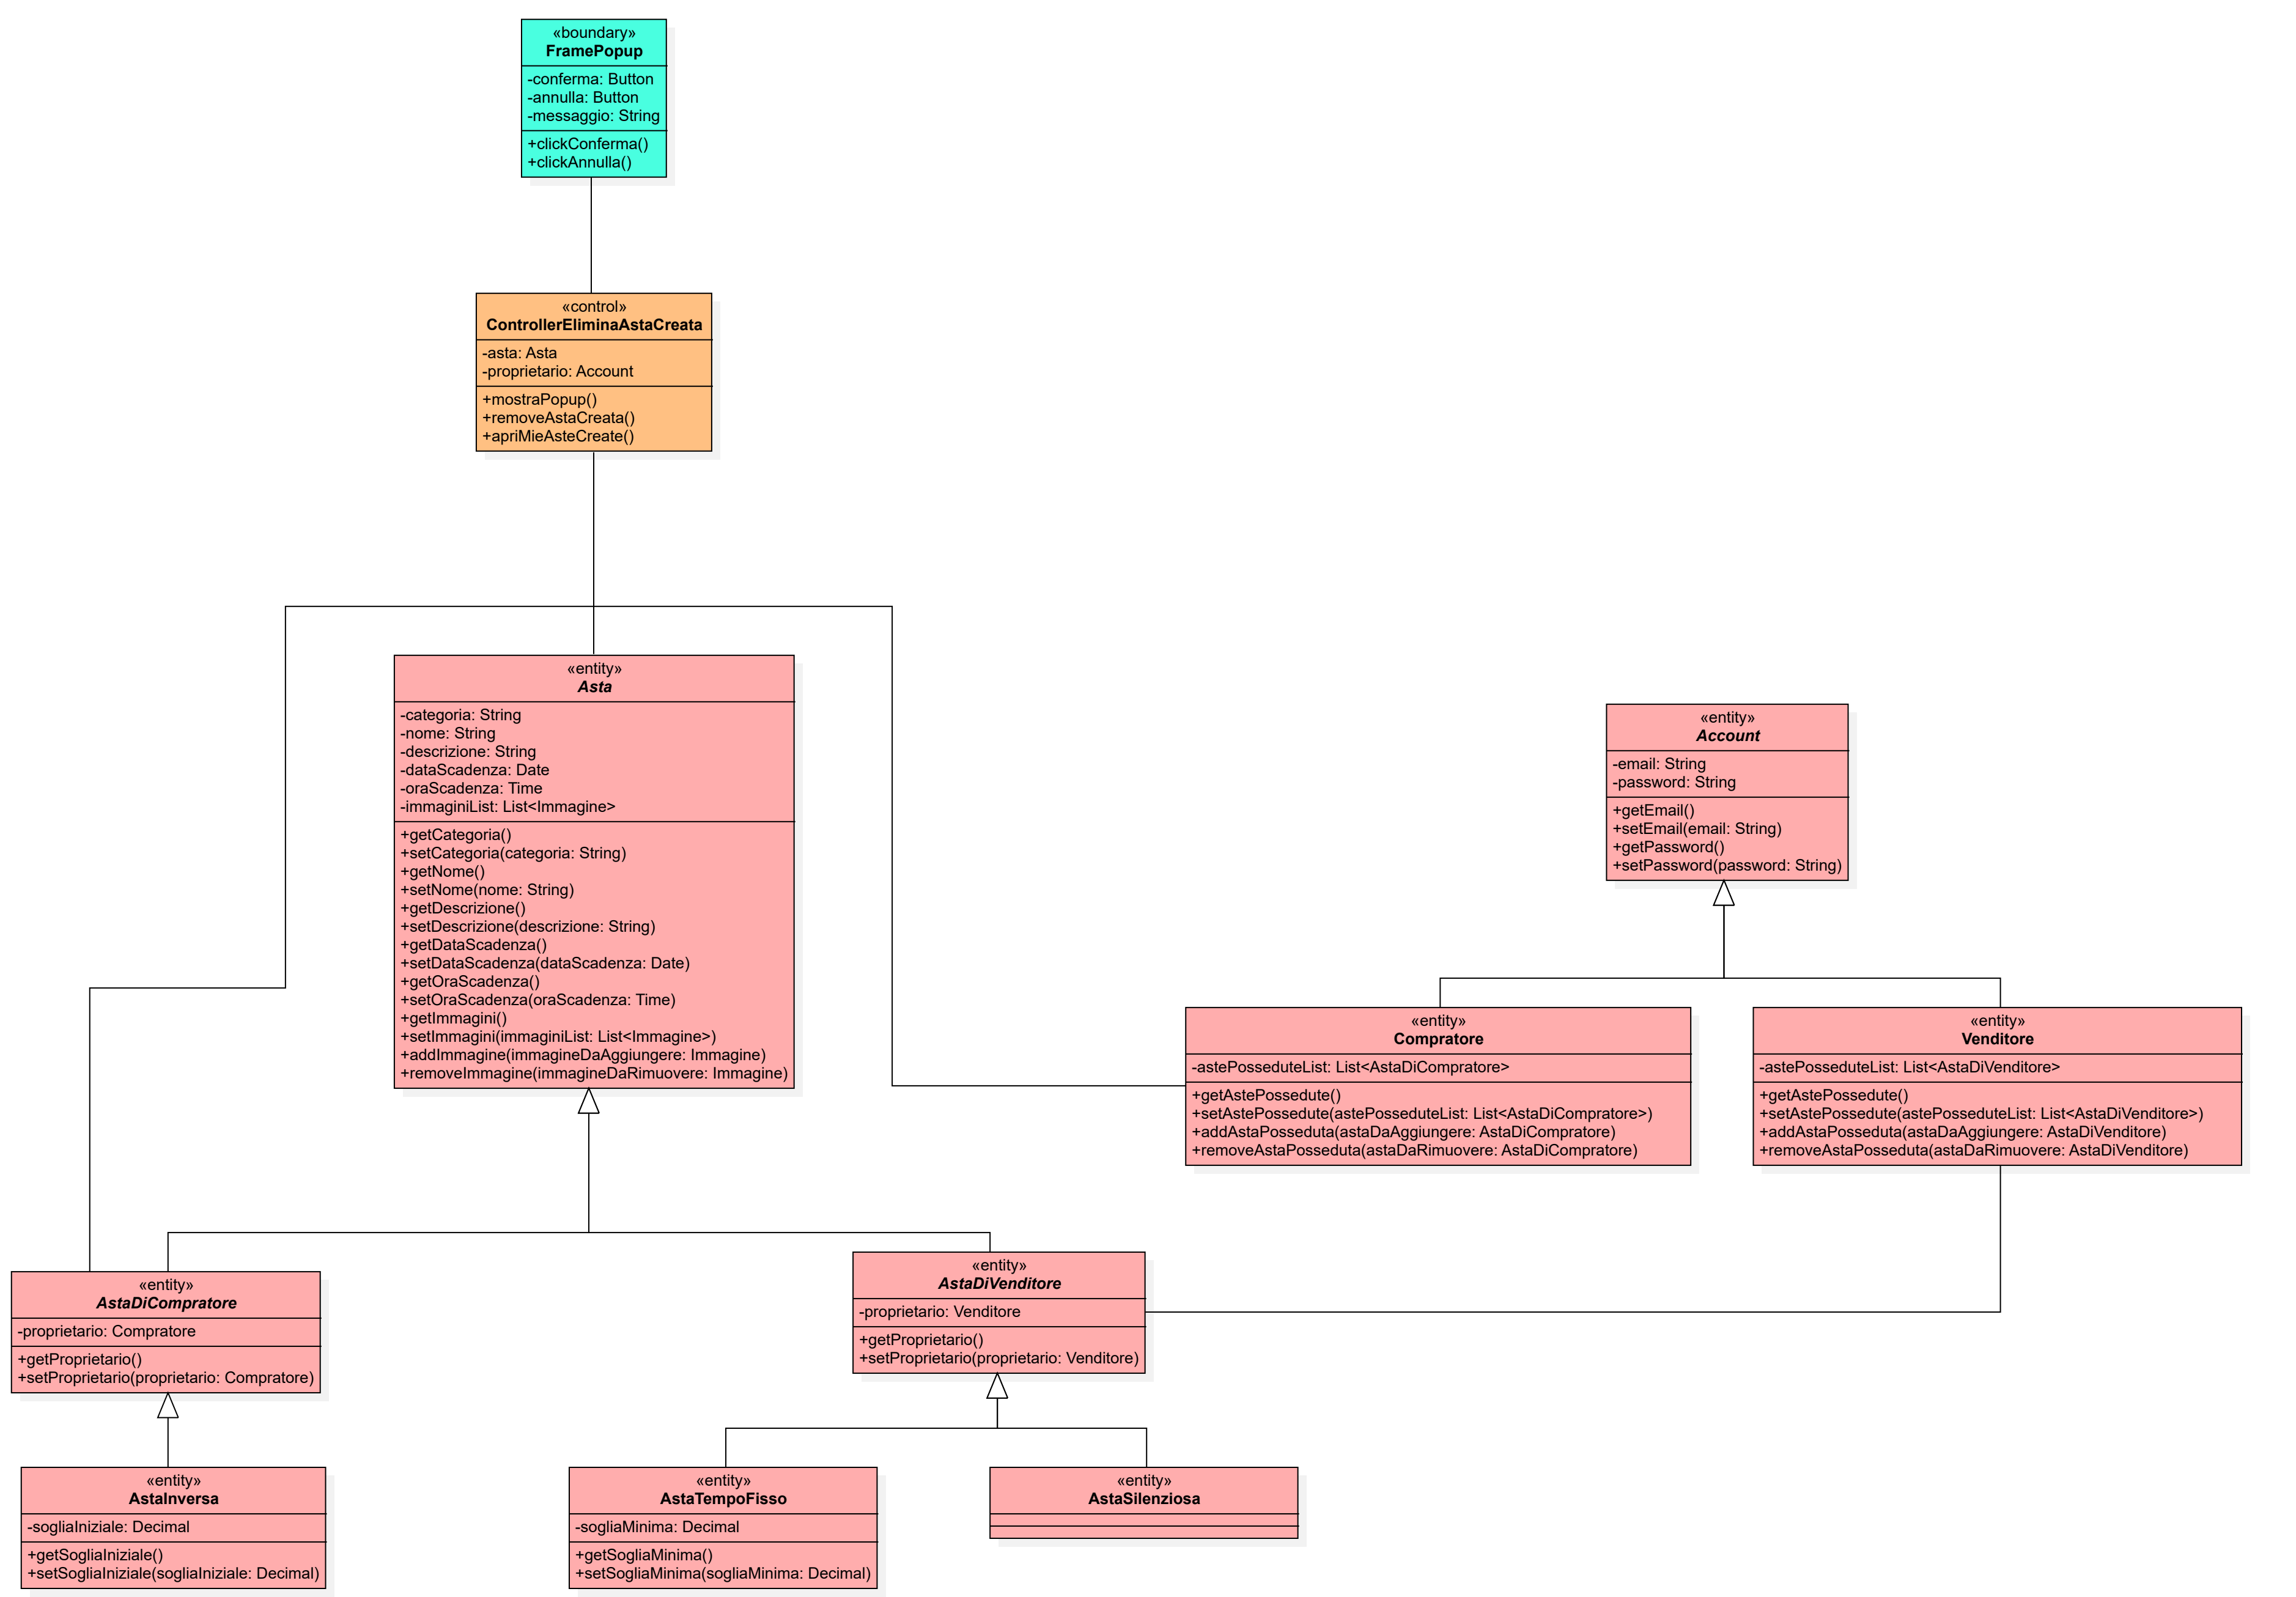 «boundary»
FramePopup
-conferma: Button
-annulla: Button
-messaggio: String
+clickConferma()
+clickAnnulla()
«control»
ControllerEliminaAstaCreata
-asta: Asta
-proprietario: Account
+mostraPopup()
+removeAstaCreata()
+apriMieAsteCreate()
«entity»
Asta
-categoria: String
-nome: String
-descrizione: String
-dataScadenza: Date
-oraScadenza: Time
-immaginiList: List<Immagine>
+getCategoria()
+setCategoria(categoria: String)
+getNome()
+setNome(nome: String)
+getDescrizione()
+setDescrizione(descrizione: String)
+getDataScadenza()
+setDataScadenza(dataScadenza: Date)
+getOraScadenza()
+setOraScadenza(oraScadenza: Time)
+getImmagini()
+setImmagini(immaginiList: List<Immagine>)
+addImmagine(immagineDaAggiungere: Immagine)
+removeImmagine(immagineDaRimuovere: Immagine)
«entity»
Account
-email: String
-password: String
+getEmail()
+setEmail(email: String)
+getPassword()
+setPassword(password: String)
«entity»
Compratore
-astePosseduteList: List<AstaDiCompratore>
+getAstePossedute()
+setAstePossedute(astePosseduteList: List<AstaDiCompratore>)
+addAstaPosseduta(astaDaAggiungere: AstaDiCompratore)
+removeAstaPosseduta(astaDaRimuovere: AstaDiCompratore)
«entity»
Venditore
-astePosseduteList: List<AstaDiVenditore>
+getAstePossedute()
+setAstePossedute(astePosseduteList: List<AstaDiVenditore>)
+addAstaPosseduta(astaDaAggiungere: AstaDiVenditore)
+removeAstaPosseduta(astaDaRimuovere: AstaDiVenditore)
«entity»
AstaDiCompratore
-proprietario: Compratore
+getProprietario()
+setProprietario(proprietario: Compratore)
«entity»
AstaDiVenditore
-proprietario: Venditore
+getProprietario()
+setProprietario(proprietario: Venditore)
«entity»
AstaInversa
-sogliaIniziale: Decimal
+getSogliaIniziale()
+setSogliaIniziale(sogliaIniziale: Decimal)
«entity»
AstaTempoFisso
-sogliaMinima: Decimal
+getSogliaMinima()
+setSogliaMinima(sogliaMinima: Decimal)
«entity»
AstaSilenziosa